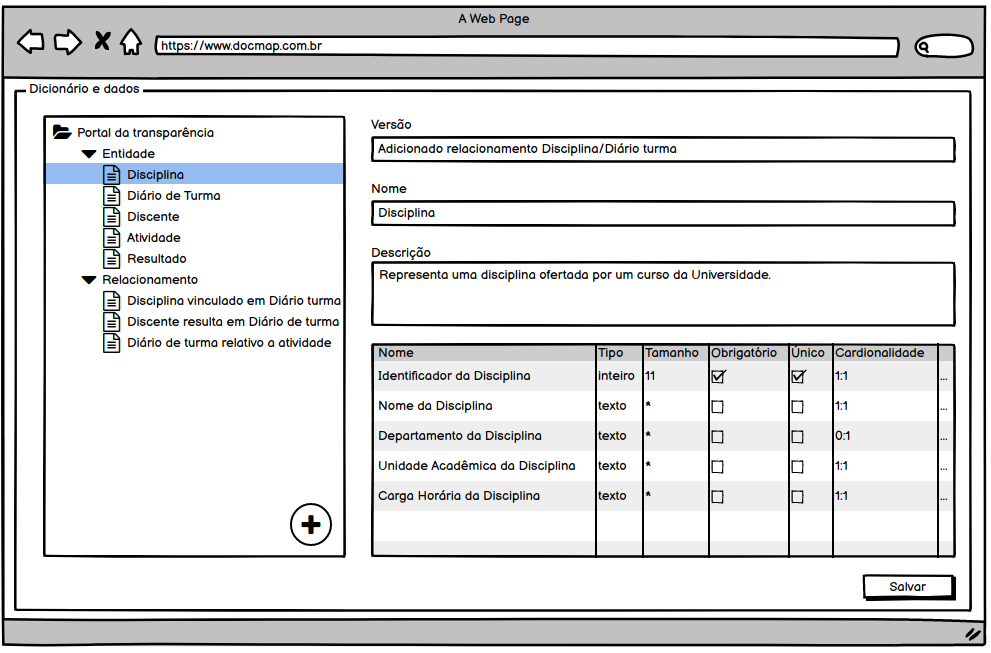 A Web Page
https://www.docmap.com.br
Dicionário e dados
Portal da transparência
Entidade
Disciplina
Diário de Turma
Discente
Atividade
Resultado
Relacionamento
Disciplina vinculado em Diário turma
Discente resulta em Diário de turma
Diário de turma relativo a atividade
Versão
Adicionado relacionamento Disciplina/Diário turma
Nome
Disciplina
Descrição
Representa uma disciplina ofertada por um curso da Universidade.
Nome Tipo Tamanho Obrigatório Único Cardionalidade
Identificador da Disciplina inteiro 11 1:1 ...
Nome da Disciplina texto * 1:1 ...
Departamento da Disciplina texto * 0:1 ...
Unidade Acadêmica da Disciplina texto * 1:1 ...
Carga Horária da Disciplina texto * 1:1 ...
Salvar